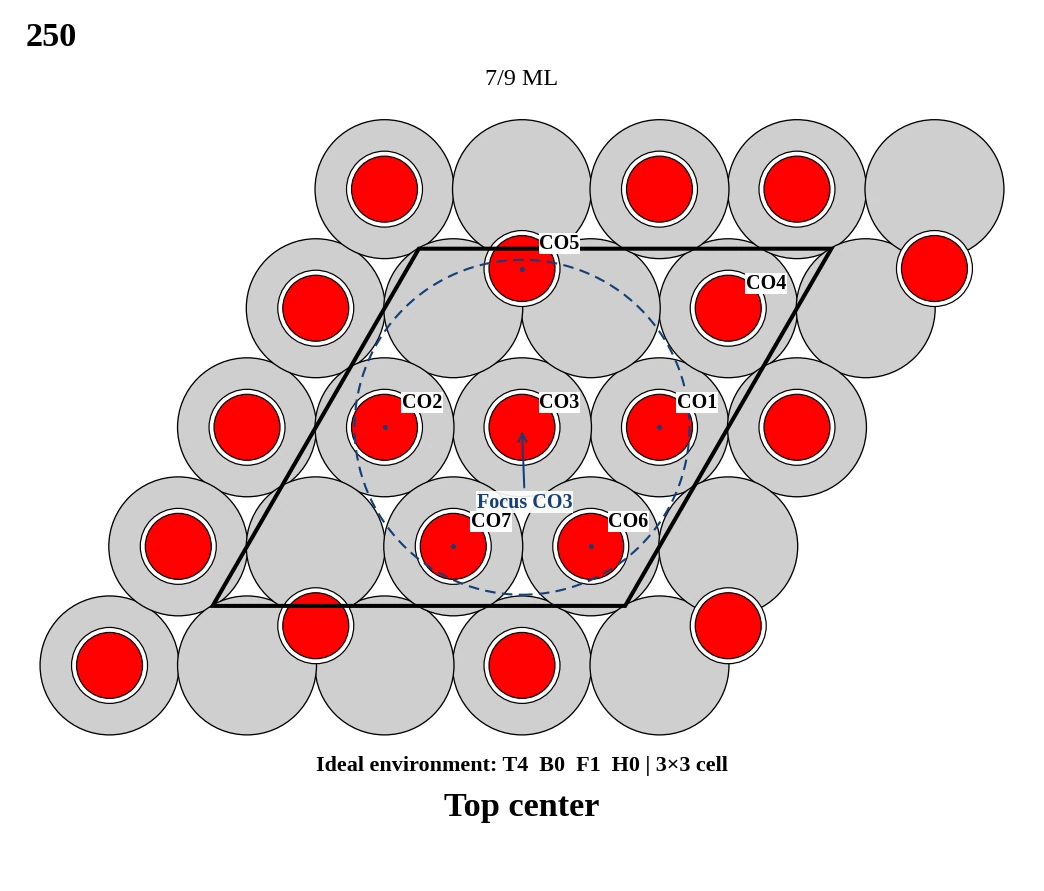 250
7/9 ML
CO5
CO4
CO2
CO3
CO1
Focus CO3
CO7
CO6
Ideal environment: T4  B0  F1  H0 | 3×3 cell
Top center